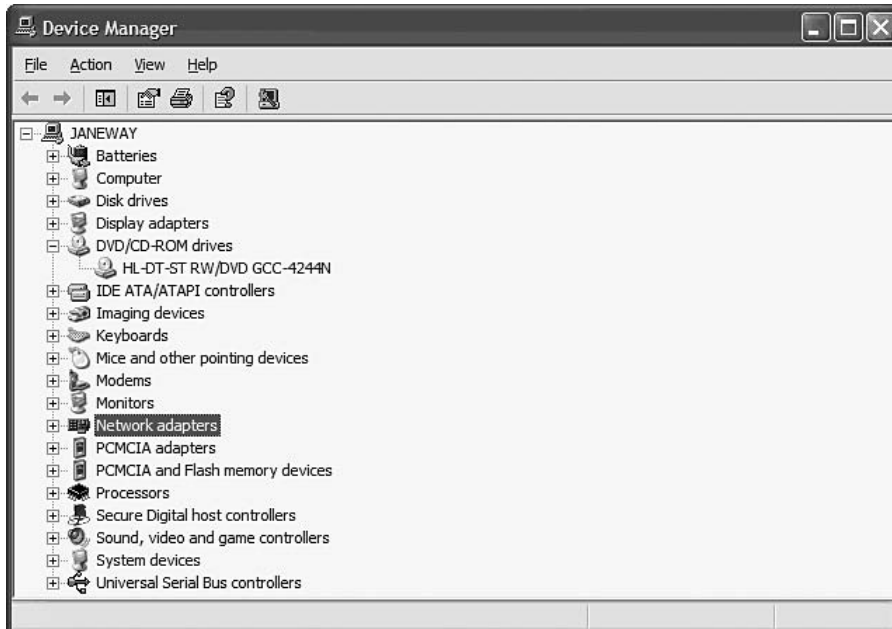 Device Manager
File Action View Help
JANEWAY
Batteries
Computer
Disk drives
Display adapters
DVD/CD-ROM drives
HL-DT-ST RW/DVD GCC-4244N
IDE ATA/ATAPI controllers
Imaging devices
Keyboards
Mice and other pointing devices
Modems
Monitors
Network adapters
PCMCIA adapters
PCMCIA and Flash memory devices
Processors
Secure Digital host controllers
Sound, video and game controllers
System devices
Universal Serial Bus controllers